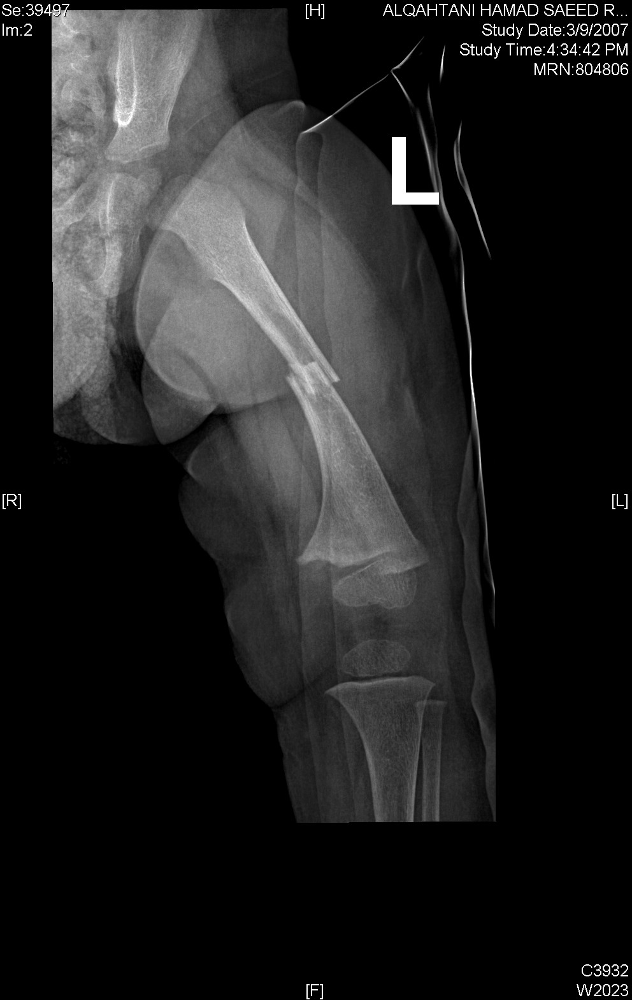 Se:39497
Im:2
[H]
ALQAHTANI HAMAD SAEED R...
Study Date:3/9/2007
Study Time:4:34:42 PM
MRN:804806
L
[R]
[L]
C3932
W2023
[F]